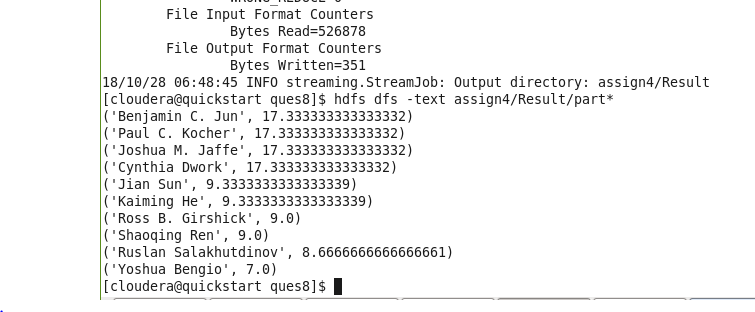 File Input Format Counters
Bytes Read=526878
File Output Format Counters
Bytes Written=351
18/10/28 06:48:45 INFO streaming.StreamJob: Output directory: assign4/Result
[cloudera@quickstart ques8]$ hdfs dfs -text assign4/Result/part*
('Benjamin C. Jun', 17.333333333333332)
('Paul C. Kocher', 17.333333333333332)
('Joshua M. Jaffe', 17.333333333333332)
('Cynthia Dwork', 17.333333333333332)
('Jian Sun', 9.3333333333333339)
('Kaiming He', 9.3333333333333339)
('Ross B. Girshick', 9.0)
('Shaoqing Ren', 9.0)
('Ruslan Salakhutdinov', 8.6666666666666661)
('Yoshua Bengio', 7.0)
[cloudera@quickstart ques8]$